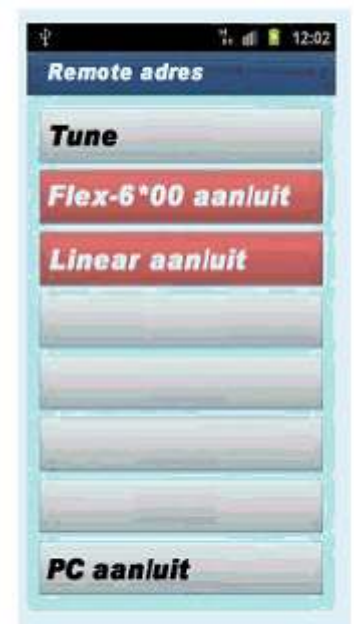 12:02
Remote adres
Tune
Flex-6*00 aan/uit
Linear aan/uit
PC aan/uit